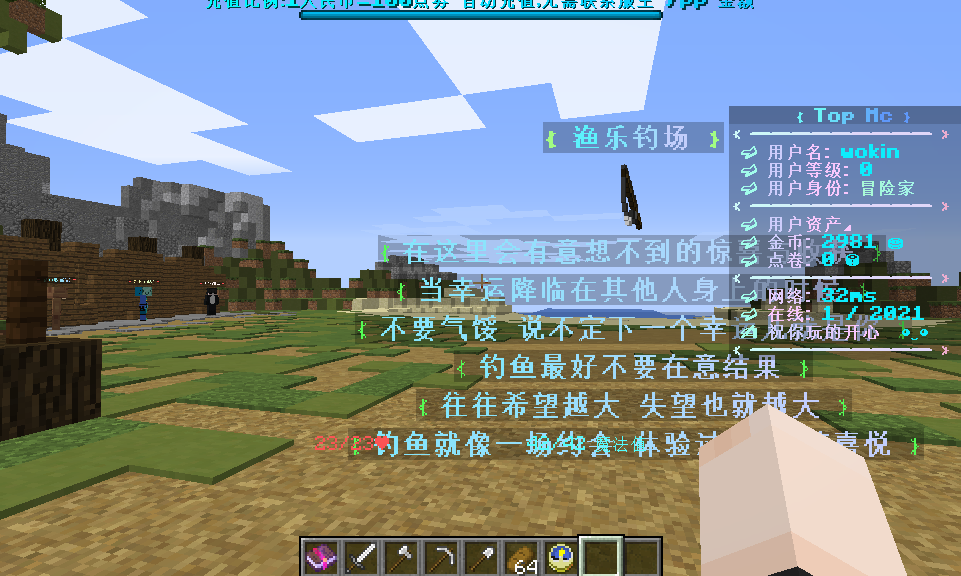 充值比例:1人民币=100点券 自动充值,无需联系服主 /pp 金额
{ 渔乐钓场 }
{ Top Mc }
用户名: wokin
用户等级: 0
用户身份: 冒险家
用户资产
金币: 2981
点卷: 0
网络: 32ms
在线: 1 / 2021
祝你玩的开心
{ 在这里会有意想不到的惊
{ 当幸运降临在其他人身上
{ 不要气馁 说不定下一个幸
{ 钓鱼最好不要在意结果 }
{ 往往希望越大 失望也就越大 }
{ 钓鱼就像一场 体验 喜悦 }
23/23
64